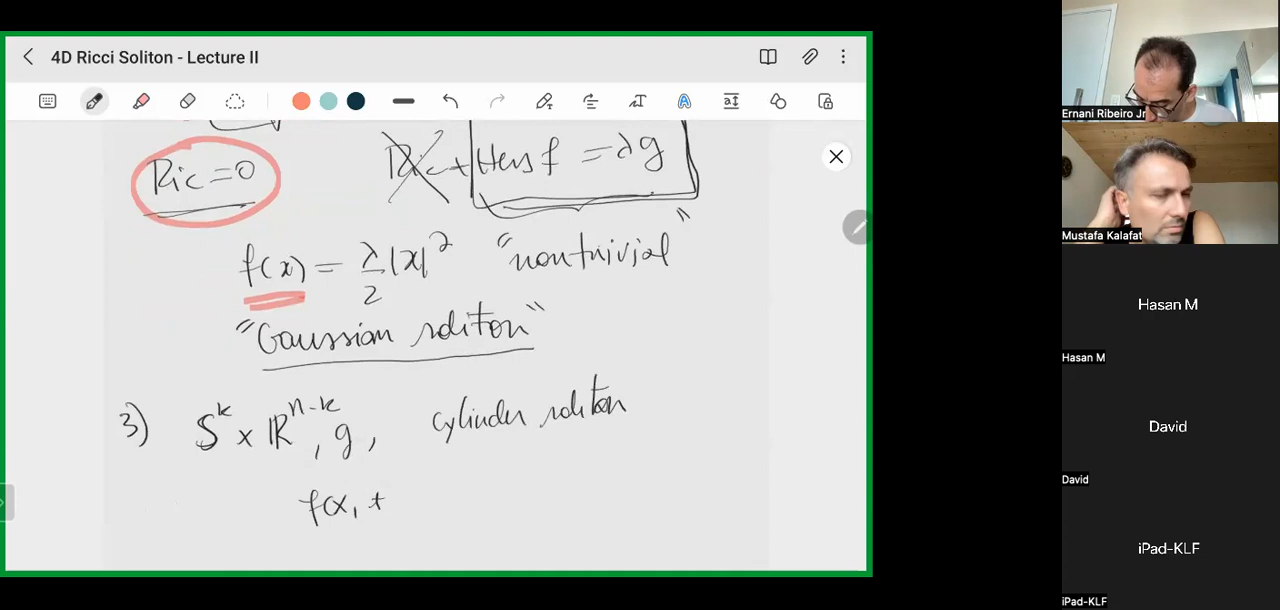 4D Ricci Soliton - Lecture II
Ric=0
Ric + Hess f = λg
f(x) = λ/2 |x|² "nontrivial"
"Gaussian soliton"
3) S^k × R^{n-k}, g, cylinder soliton
f(x, t
Ernani Ribeiro Jr
Mustafa Kalafat
Hasan M
Hasan M
David
David
iPad-KLF
iPad-KLF